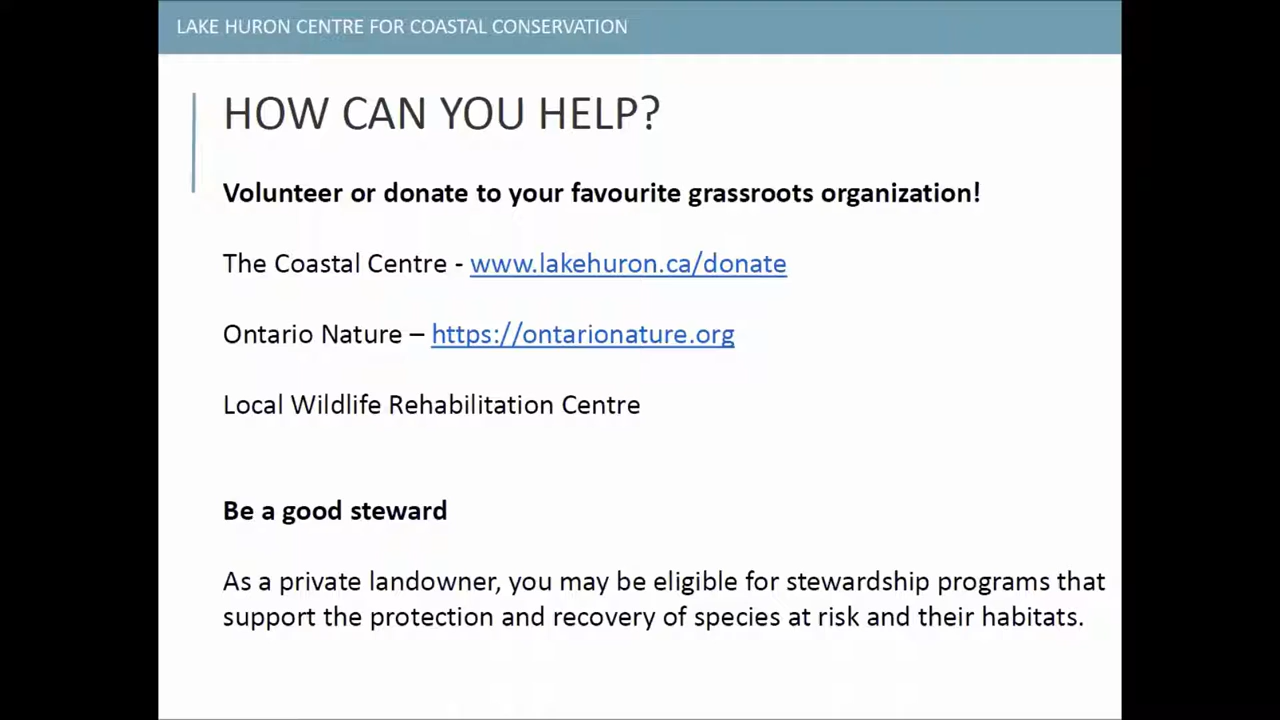 LAKE HURON CENTRE FOR COASTAL CONSERVATION
HOW CAN YOU HELP?
Volunteer or donate to your favourite grassroots organization!
The Coastal Centre - www.lakehuron.ca/donate
Ontario Nature – https://ontarionature.org
Local Wildlife Rehabilitation Centre
Be a good steward
As a private landowner, you may be eligible for stewardship programs that
support the protection and recovery of species at risk and their habitats.